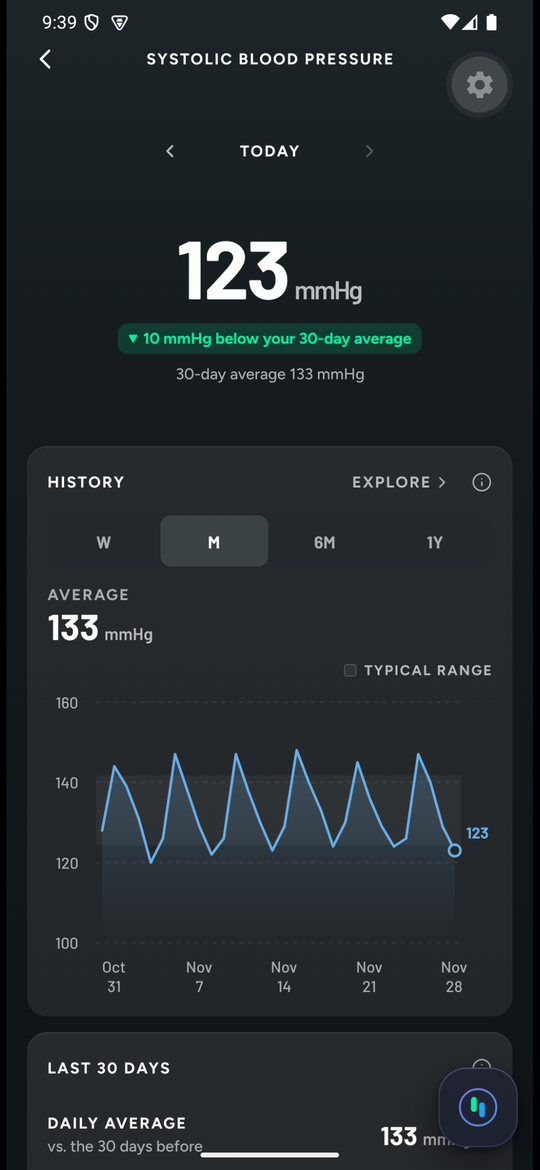 9:39
SYSTOLIC BLOOD PRESSURE
TODAY
123 mmHg
▼ 10 mmHg below your 30-day average
30-day average 133 mmHg
HISTORY
EXPLORE >
W M 6M 1Y
AVERAGE
133 mmHg
TYPICAL RANGE
160
140
123
120
100
Oct 31
Nov 7
Nov 14
Nov 21
Nov 28
LAST 30 DAYS
DAILY AVERAGE
133
vs. the 30 days before